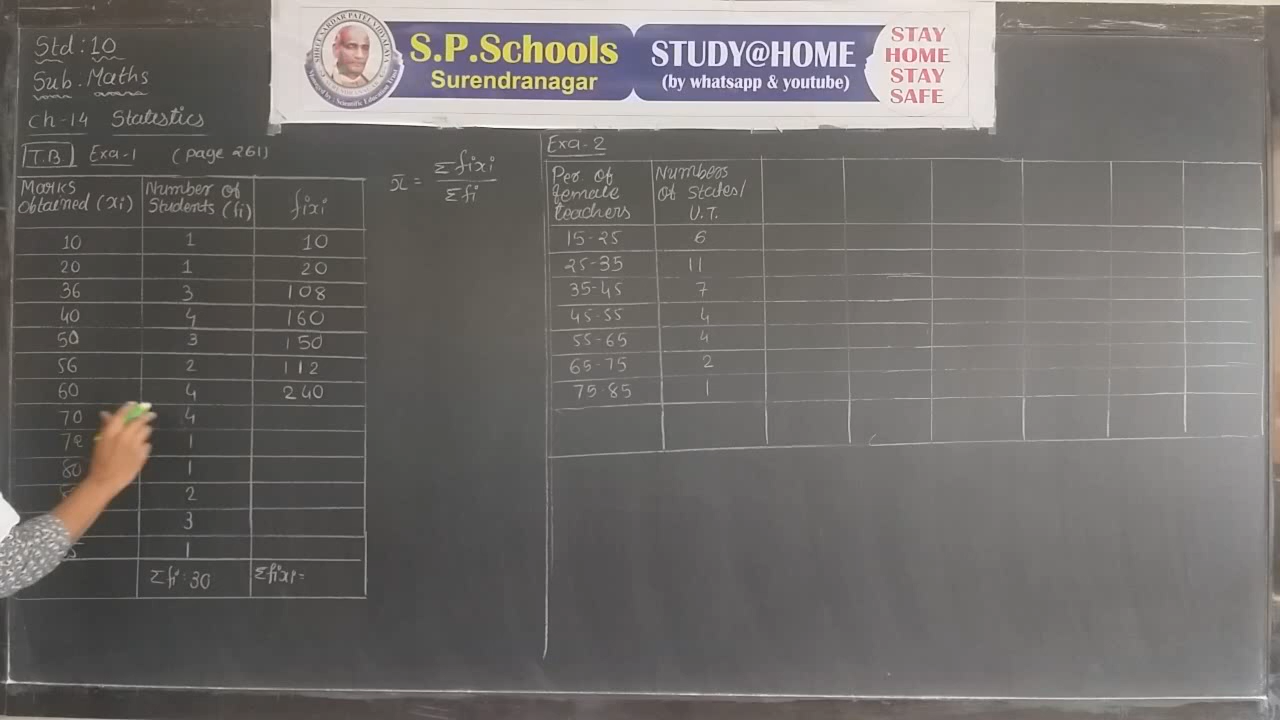 S.P.Schools
Surendranagar
STUDY@HOME
(by whatsapp & youtube)
STAY
HOME
STAY
SAFE
Std: 10
Sub: Maths
Ch-14 Statistics
T.B Exa-1 (page 261)
Marks Obtained (xi) Number of Students (fi) fixi
10 1 10
20 1 20
36 3 108
40 4 160
50 3 150
56 2 112
60 4 240
70 4
72 1
80 1
2
3
1
Σfi: 30 Σfixi=
x̄ = Σfixi / Σfi
Exa-2
Per of female teachers Numbers Of States/ U.T.
15-25 6
25-35 11
35-45 7
45-55 4
55-65 4
65-75 2
75-85 1